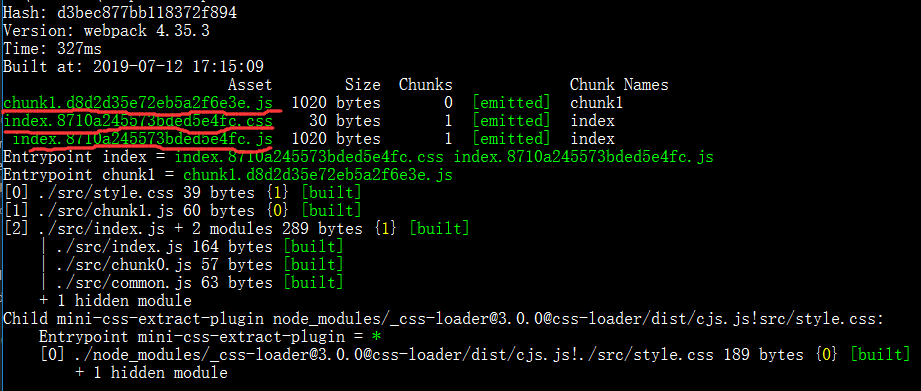 Hash: d3bec877bb118372f894
Version: webpack 4.35.3
Time: 327ms
Built at: 2019-07-12 17:15:09
Asset Size Chunks Chunk Names
chunk1.d8d2d35e72eb5a2f6e3e.js 1020 bytes 0 [emitted] chunk1
index.8710a245573bded5e4fc.css 30 bytes 1 [emitted] index
index.8710a245573bded5e4fc.js 1020 bytes 1 [emitted] index
Entrypoint index = index.8710a245573bded5e4fc.css index.8710a245573bded5e4fc.js
Entrypoint chunk1 = chunk1.d8d2d35e72eb5a2f6e3e.js
[0] ./src/style.css 39 bytes {1} [built]
[1] ./src/chunk1.js 60 bytes {0} [built]
[2] ./src/index.js + 2 modules 289 bytes {1} [built]
| ./src/index.js 164 bytes [built]
| ./src/chunk0.js 57 bytes [built]
| ./src/common.js 63 bytes [built]
+ 1 hidden module
Child mini-css-extract-plugin node_modules/_css-loader@3.0.0@css-loader/dist/cjs.js!src/style.css:
Entrypoint mini-css-extract-plugin = *
[0] ./node_modules/_css-loader@3.0.0@css-loader/dist/cjs.js!./src/style.css 189 bytes {0} [built]
+ 1 hidden module